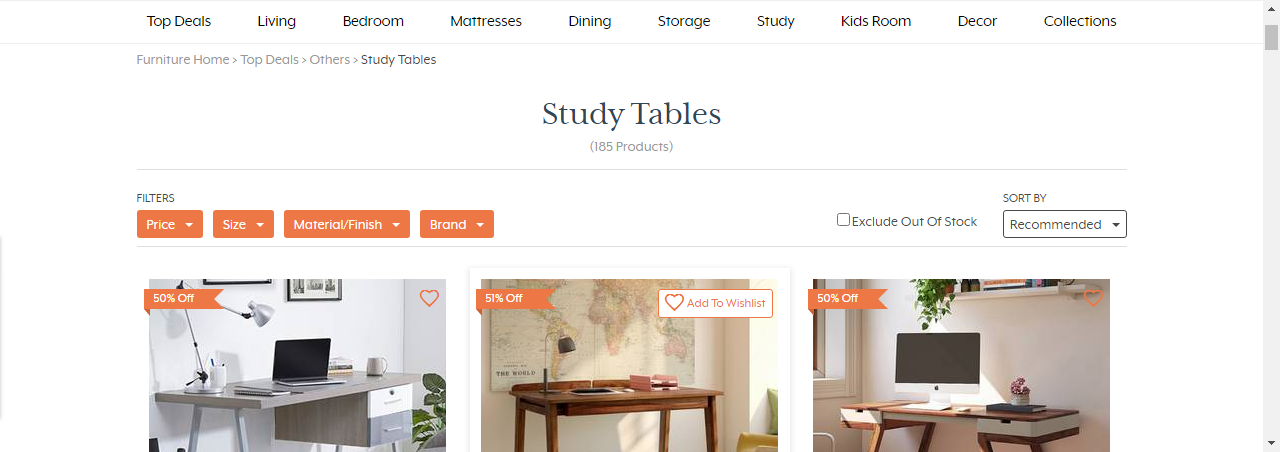 Top Deals Living Bedroom Mattresses Dining Storage Study Kids Room Decor Collections
Furniture Home > Top Deals > Others > Study Tables
Study Tables
(185 Products)
FILTERS
SORT BY
Price Size Material/Finish Brand
Exclude Out Of Stock
Recommended
50% Off
51% Off
Add To Wishlist
50% Off
THE WORLD